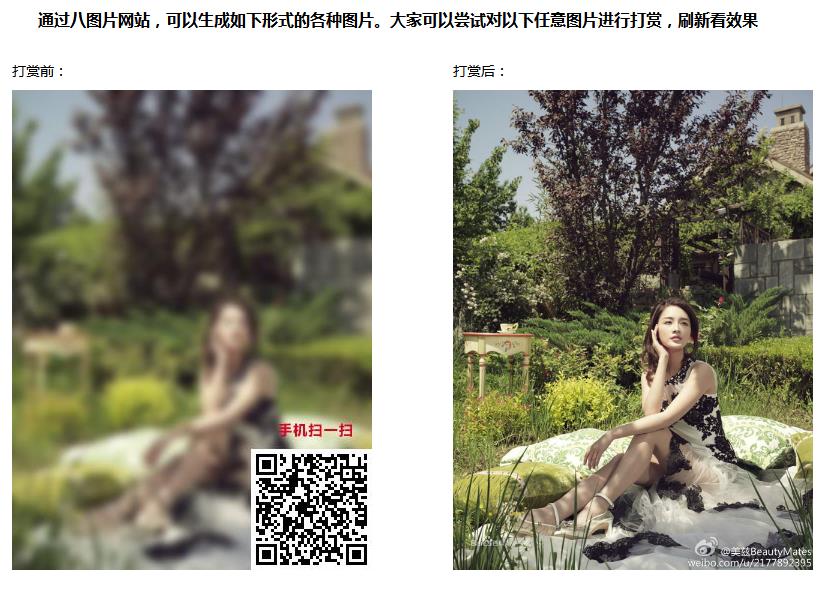 通过八图片网站，可以生成如下形式的各种图片。大家可以尝试对以下任意图片进行打赏，刷新看效果
打赏前：
打赏后：
手机扫一扫
@美兹BeautyMates
weibo.com/u/2177892395